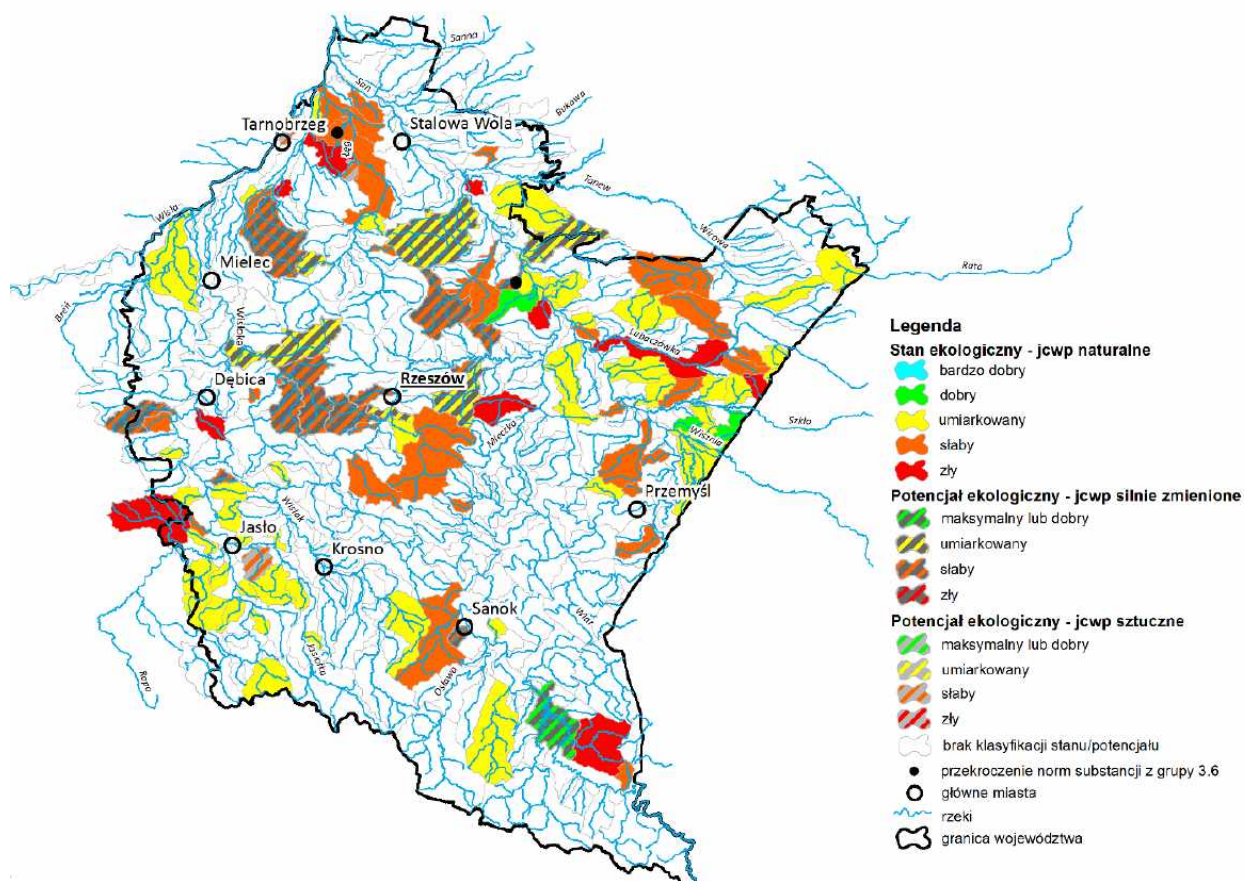 Sanna
San
Bukowa
Tarnobrzeg
Stalowa Wola
Łęg
Tanew
Wisła
Wirowa
Rata
Mielec
Breń
Wisłoka
Lubaczówka
Dębica
Rzeszów
Mleczka
Szkło
Wisznia
Przemyśl
Wisłok
Jasło
Krosno
Sanok
Wiar
Jasiołka
Osława
Ropa
Legenda
Stan ekologiczny - jcwp naturalne
bardzo dobry
dobry
umiarkowany
słaby
zły
Potencjał ekologiczny - jcwp silnie zmienione
maksymalny lub dobry
umiarkowany
słaby
zły
Potencjał ekologiczny - jcwp sztuczne
maksymalny lub dobry
umiarkowany
słaby
zły
brak klasyfikacji stanu/potencjału
przekroczenie norm substancji z grupy 3.6
główne miasta
rzeki
granica województwa